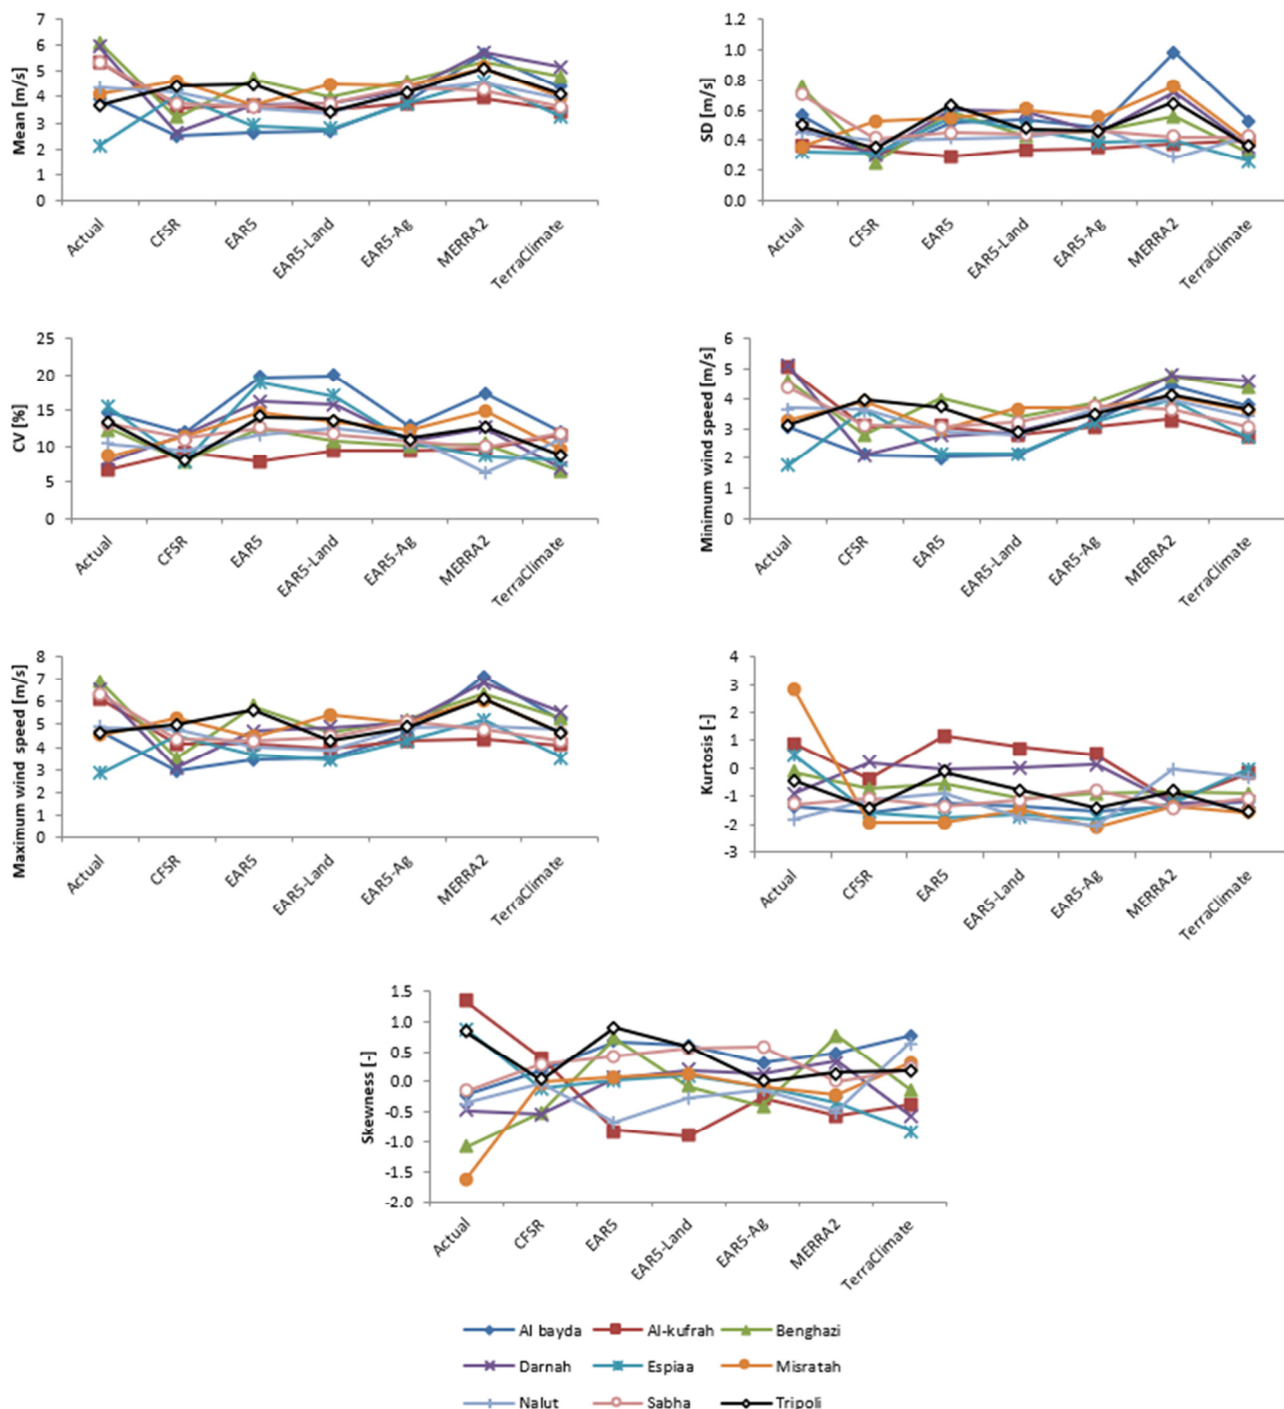 Mean [m/s]
7
6
5
4
3
2
1
0
Actual
CFSR
EAR5
EAR5-Land
EAR5-Ag
MERRA2
TerraClimate
SD [m/s]
1.2
1.0
0.8
0.6
0.4
0.2
0.0
Actual
CFSR
EAR5
EAR5-Land
EAR5-Ag
MERRA2
TerraClimate
CV [%]
25
20
15
10
5
0
Actual
CFSR
EAR5
EAR5-Land
EAR5-Ag
MERRA2
TerraClimate
Minimum wind speed [m/s]
6
5
4
3
2
1
0
Actual
CFSR
EAR5
EAR5-Land
EAR5-Ag
MERRA2
TerraClimate
Maximum wind speed [m/s]
8
7
6
5
4
3
2
1
0
Actual
CFSR
EAR5
EAR5-Land
EAR5-Ag
MERRA2
TerraClimate
Kurtosis [-]
4
3
2
1
0
-1
-2
-3
Actual
CFSR
EAR5
EAR5-Land
EAR5-Ag
MERRA2
TerraClimate
Skewness [-]
1.5
1.0
0.5
0.0
-0.5
-1.0
-1.5
-2.0
Actual
CFSR
EAR5
EAR5-Land
EAR5-Ag
MERRA2
TerraClimate
Al bayda Al-kufrah Benghazi
Darnah Espiaa Misratah
Nalut Sabha Tripoli